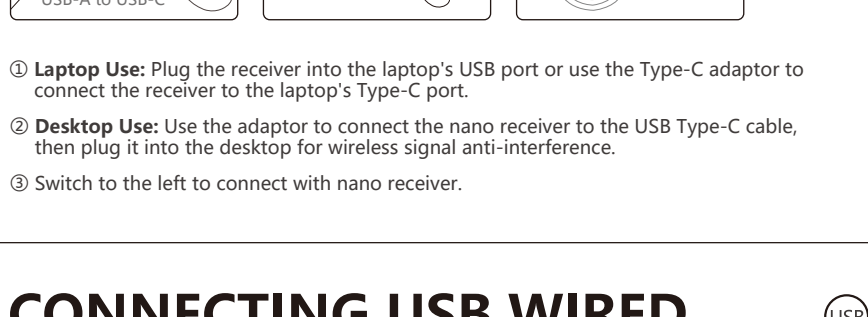 USB-A to USB-C
① Laptop Use: Plug the receiver into the laptop's USB port or use the Type-C adaptor to
connect the receiver to the laptop's Type-C port.
② Desktop Use: Use the adaptor to connect the nano receiver to the USB Type-C cable,
then plug it into the desktop for wireless signal anti-interference.
③ Switch to the left to connect with nano receiver.
CONNECTING USB WIRED
USB